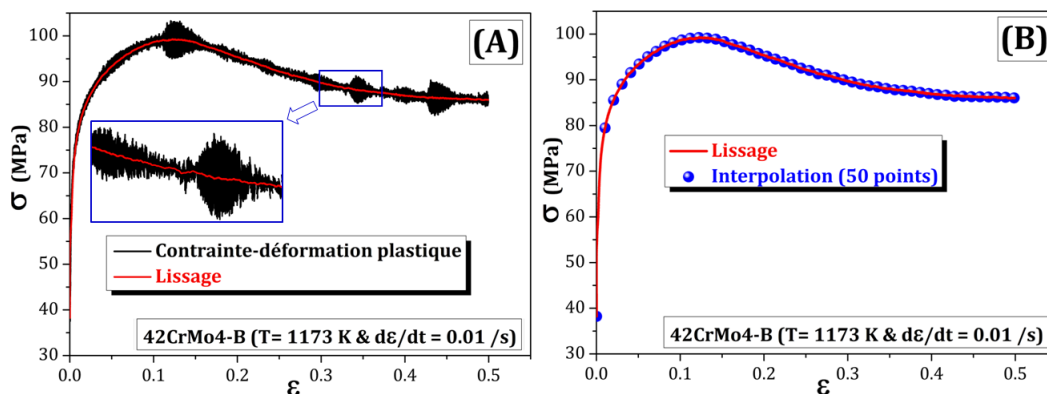 (A)
100
90
80
70
60
50
40
30
σ (MPa)
Contrainte-déformation plastique
Lissage
42CrMo4-B (T= 1173 K & dε/dt = 0.01 /s)
0.0 0.1 0.2 0.3 0.4 0.5
ε
(B)
100
90
80
70
60
50
40
30
σ (MPa)
Lissage
Interpolation (50 points)
42CrMo4-B (T= 1173 K & dε/dt = 0.01 /s)
0.0 0.1 0.2 0.3 0.4 0.5
ε